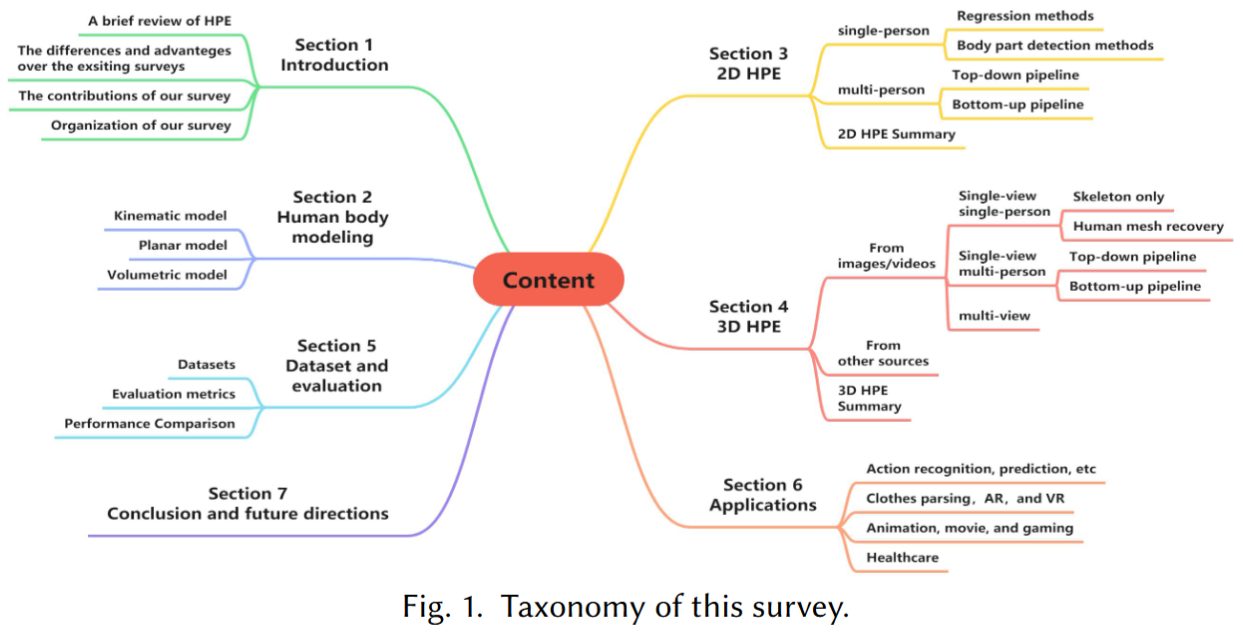 A brief review of HPE
The differences and advanteges
over the exsiting surveys
The contributions of our survey
Organization of our survey
Section 1
Introduction
Kinematic model
Planar model
Volumetric model
Section 2
Human body
modeling
Datasets
Evaluation metrics
Performance Comparison
Section 5
Dataset and
evaluation
Section 7
Conclusion and future directions
Content
Section 3
2D HPE
single-person
Regression methods
Body part detection methods
multi-person
Top-down pipeline
Bottom-up pipeline
2D HPE Summary
Section 4
3D HPE
From
images/videos
Single-view
single-person
Skeleton only
Human mesh recovery
Single-view
multi-person
Top-down pipeline
Bottom-up pipeline
multi-view
From
other sources
3D HPE
Summary
Section 6
Applications
Action recognition, prediction, etc
Clothes parsing, AR, and VR
Animation, movie, and gaming
Healthcare
Fig. 1. Taxonomy of this survey.